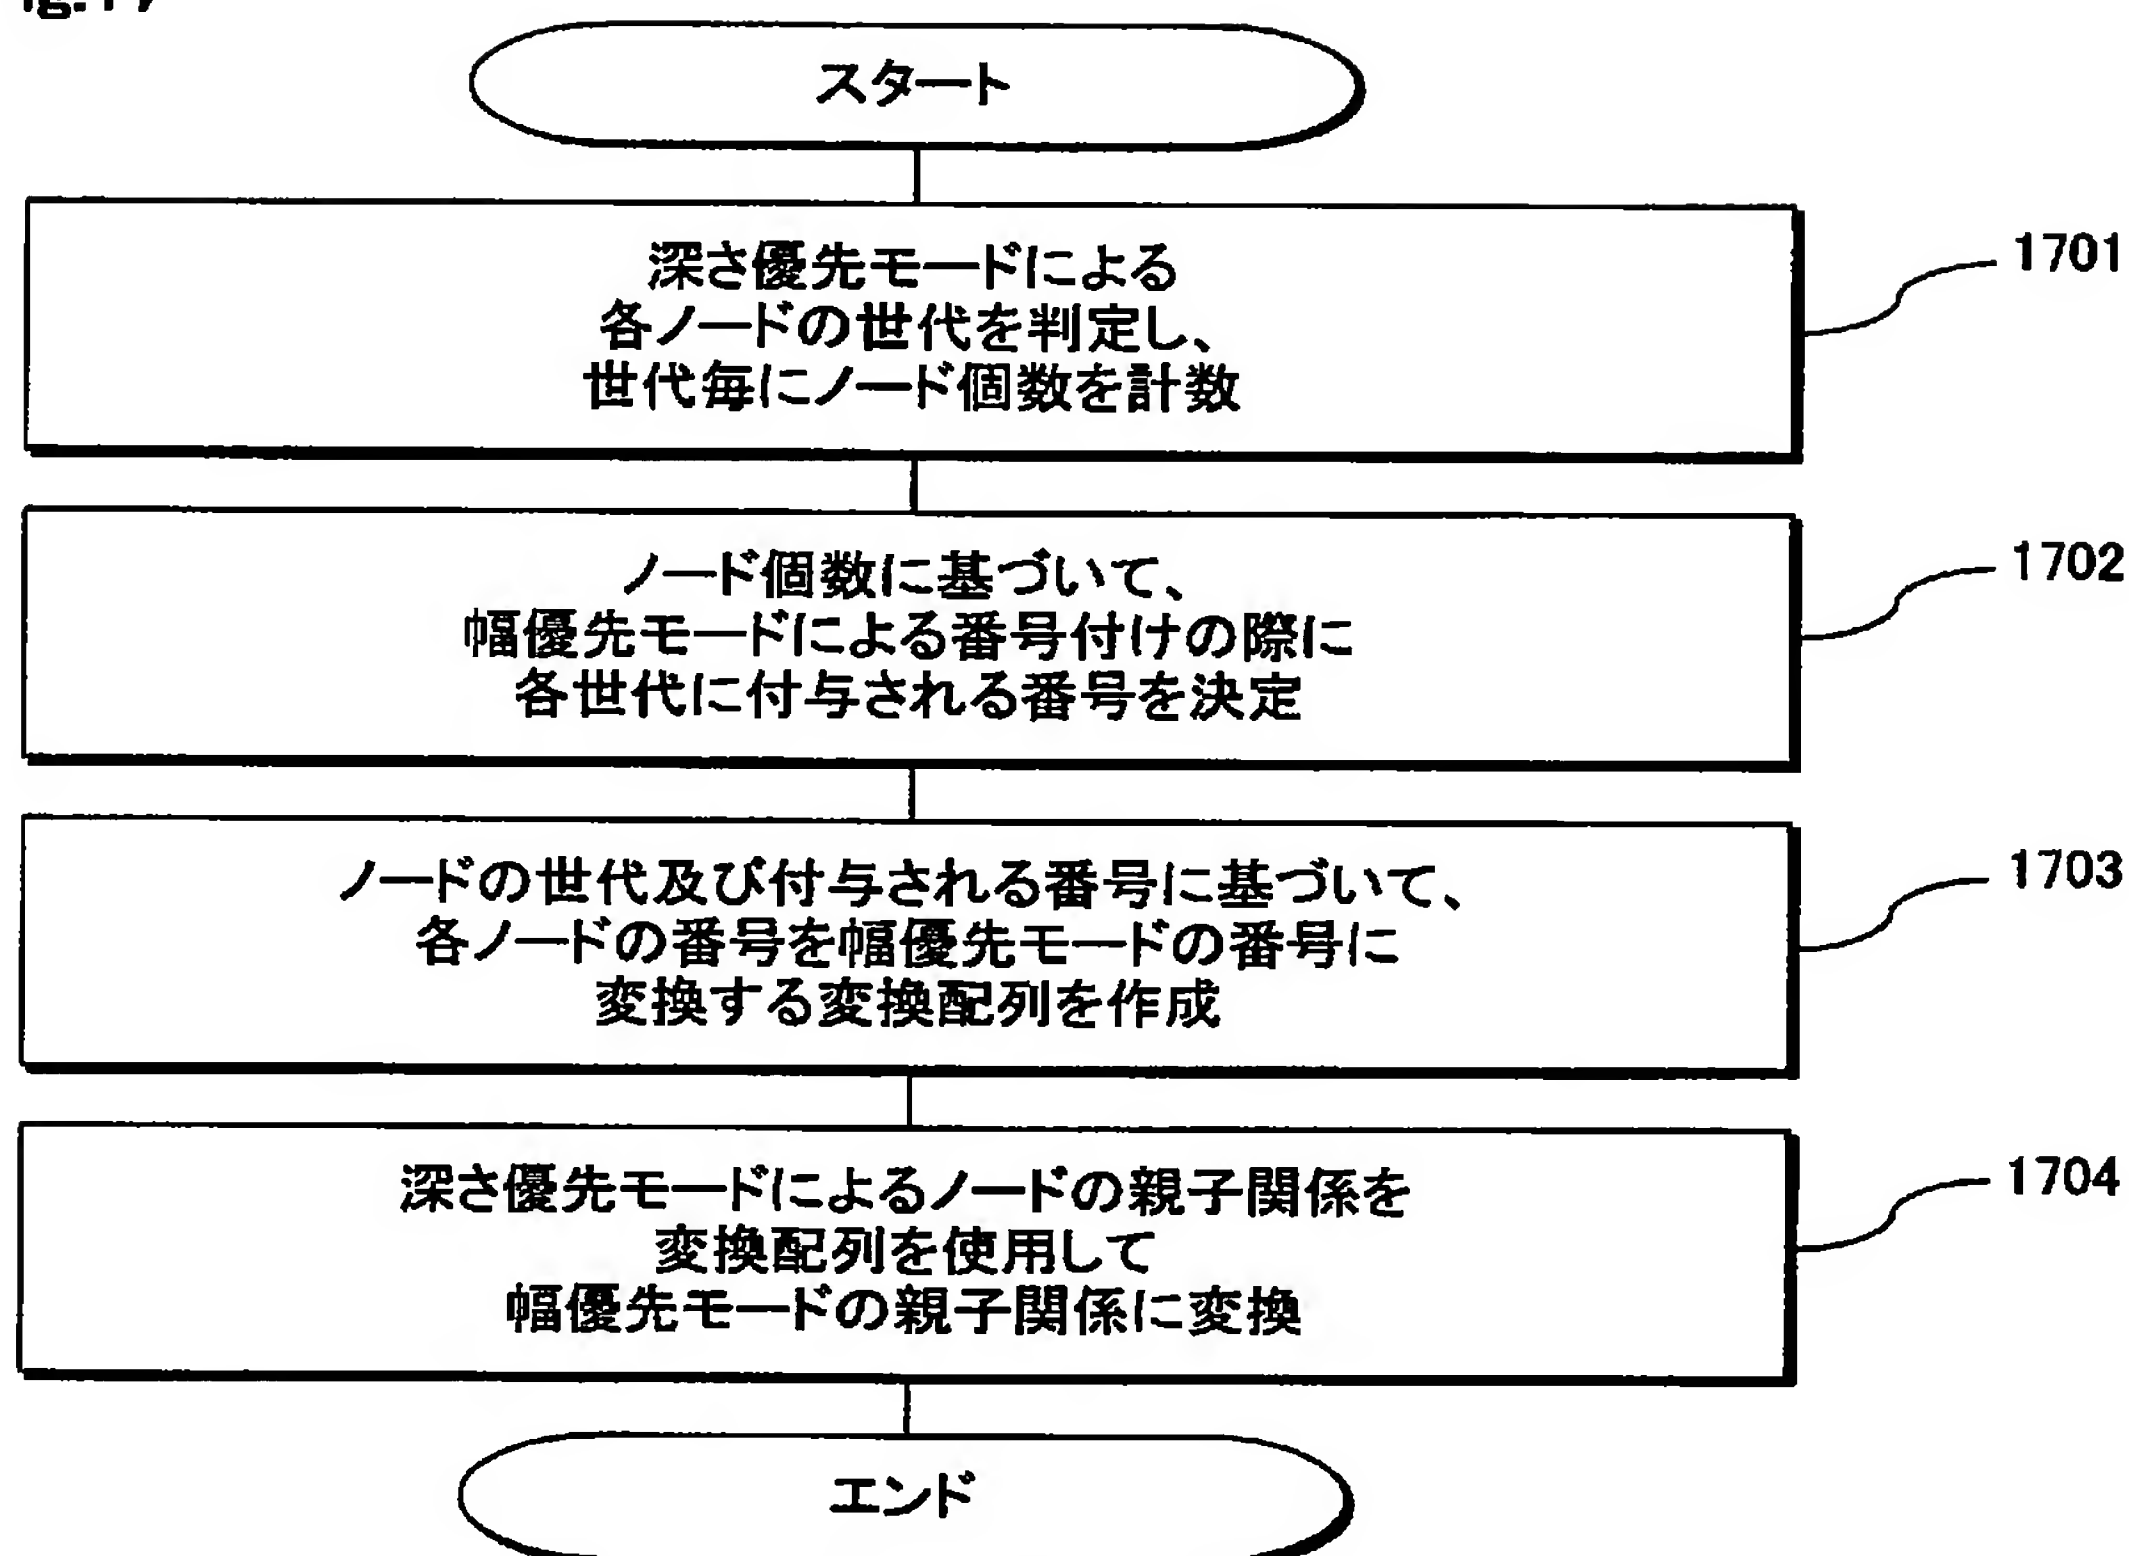 スタート
深さ優先モードによる
各ノードの世代を判定し、
世代毎にノード個数を計数
1701
ノード個数に基づいて、
幅優先モードによる番号付けの際に
各世代に付与される番号を決定
1702
ノードの世代及び付与される番号に基づいて、
各ノードの番号を幅優先モードの番号に
変換する変換配列を作成
1703
深さ優先モードによるノードの親子関係を
変換配列を使用して
幅優先モードの親子関係に変換
1704
エンド